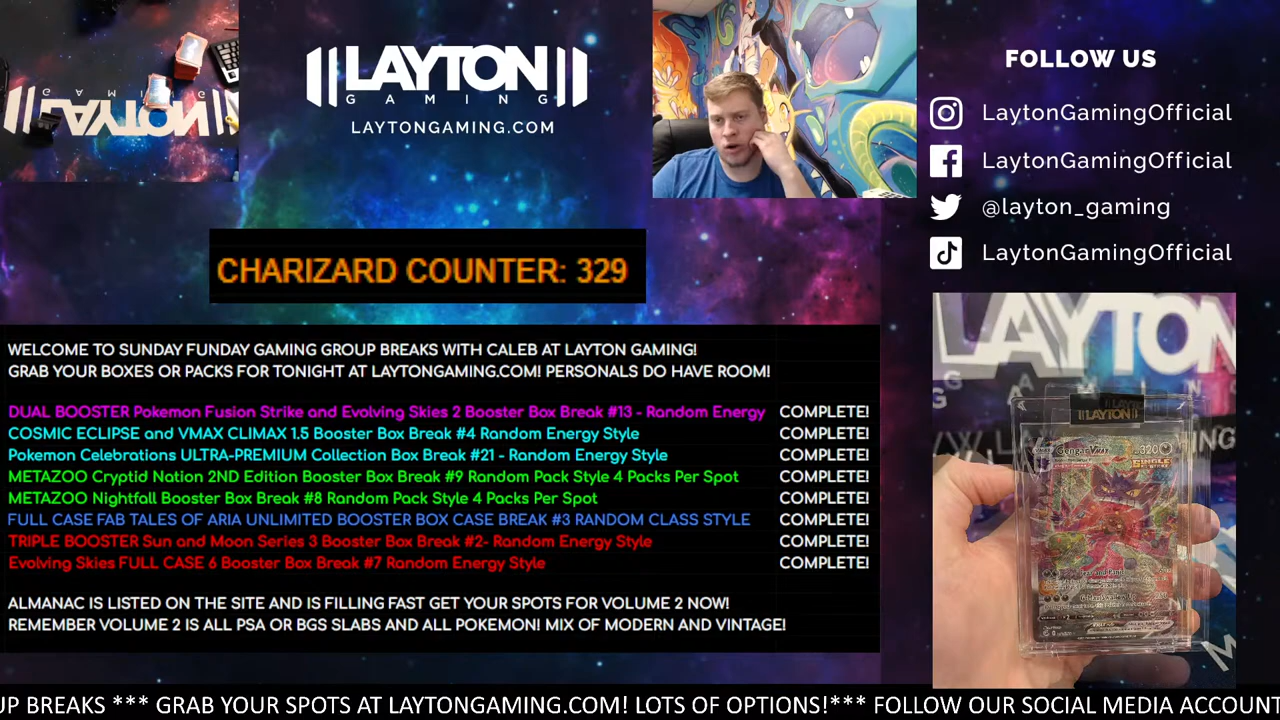 LAYTON
GAMING
LAYTONGAMING.COM
FOLLOW US
LaytonGamingOfficial
LaytonGamingOfficial
@layton_gaming
LaytonGamingOfficial
CHARIZARD COUNTER: 329
WELCOME TO SUNDAY FUNDAY GAMING GROUP BREAKS WITH CALEB AT LAYTON GAMING!
GRAB YOUR BOXES OR PACKS FOR TONIGHT AT LAYTONGAMING.COM! PERSONALS DO HAVE ROOM!
DUAL BOOSTER Pokemon Fusion Strike and Evolving Skies 2 Booster Box Break #13 - Random Energy COMPLETE!
COSMIC ECLIPSE and VMAX CLIMAX 1.5 Booster Box Break #4 Random Energy Style COMPLETE!
Pokemon Celebrations ULTRA-PREMIUM Collection Box Break #21 - Random Energy Style COMPLETE!
METAZOO Cryptid Nation 2ND Edition Booster Box Break #9 Random Pack Style 4 Packs Per Spot COMPLETE!
METAZOO Nightfall Booster Box Break #8 Random Pack Style 4 Packs Per Spot COMPLETE!
FULL CASE FAB TALES OF ARIA UNLIMITED BOOSTER BOX CASE BREAK #3 RANDOM CLASS STYLE COMPLETE!
TRIPLE BOOSTER Sun and Moon Series 3 Booster Box Break #2- Random Energy Style COMPLETE!
Evolving Skies FULL CASE 6 Booster Box Break #7 Random Energy Style COMPLETE!
ALMANAC IS LISTED ON THE SITE AND IS FILLING FAST GET YOUR SPOTS FOR VOLUME 2 NOW!
REMEMBER VOLUME 2 IS ALL PSA OR BGS SLABS AND ALL POKEMON! MIX OF MODERN AND VINTAGE!
LAYTON
LAYTON
320
UP BREAKS *** GRAB YOUR SPOTS AT LAYTONGAMING.COM! LOTS OF OPTIONS!*** FOLLOW OUR SOCIAL MEDIA ACCOUNT